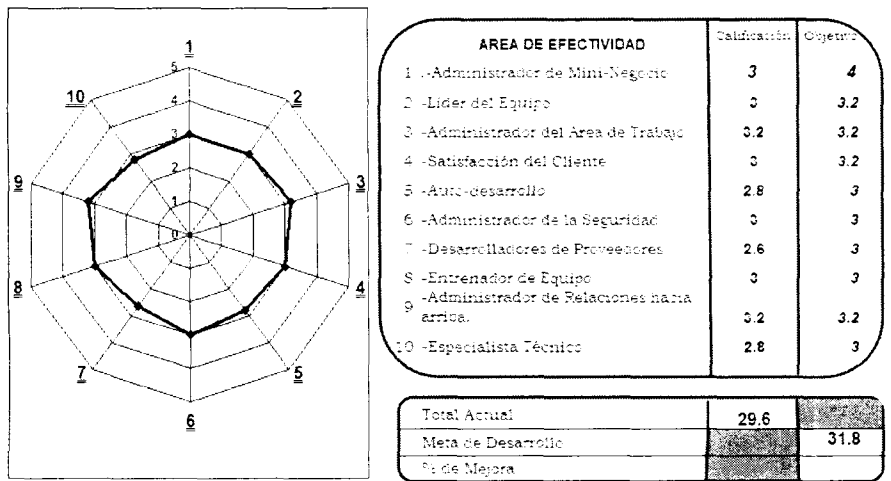 1
2
3
4
5
6
7
8
9
10
5
4
3
2
1
0
AREA DE EFECTIVIDAD Calificación Objetivo
1 .-Administrador de Mini-Negocio 3 4
2 -Lider del Equipo 3 3.2
3 -Administrador del Area de Trabajo 3.2 3.2
4 -Satisfacción del Cliente 3 3.2
5 -Auto-desarrollo 2.8 3
6 -Administrador de la Seguridad 3 3
7 -Desarrolladores de Proveedores 2.6 3
8 -Entrenador de Equipo 3 3
9 -Administrador de Relaciones hacia
arriba. 3.2 3.2
10 -Especialista Técnico 2.8 3
Total Actual 29.6
Meta de Desarrollo 31.8
% de Mejora